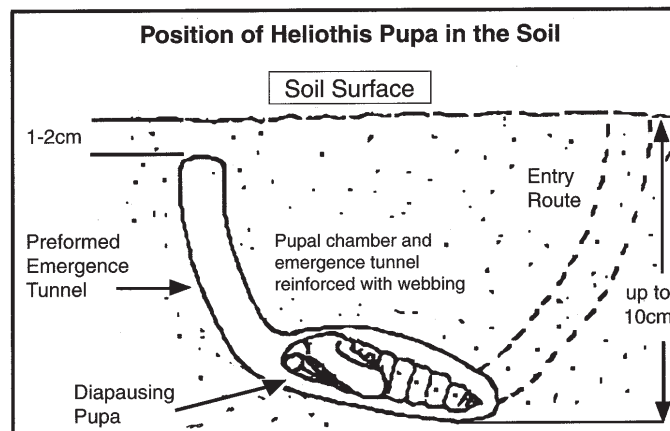 Position of Heliothis Pupa in the Soil
Soil Surface
1-2cm
Entry
Route
Preformed
Emergence
Tunnel
Pupal chamber and
emergence tunnel
reinforced with webbing
up to
10cm
Diapausing
Pupa